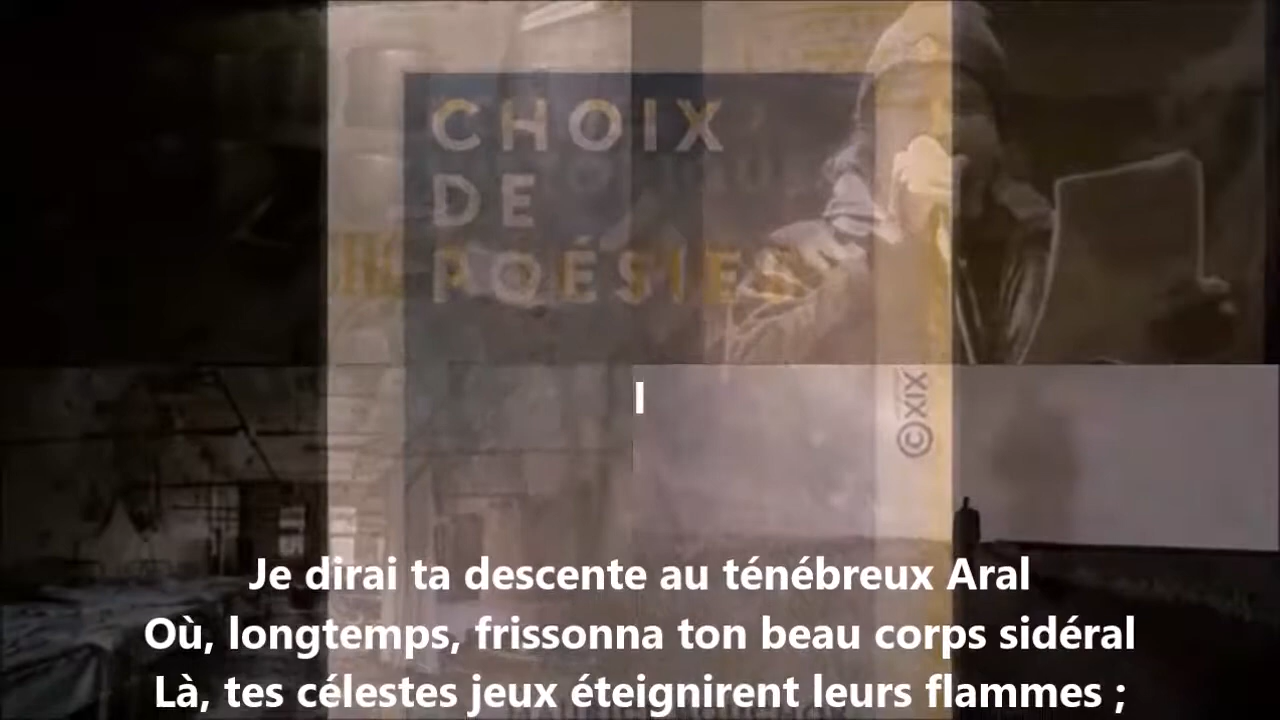 CHOIX
DE
POÉSIES
I
©XIX
Je dirai ta descente au ténébreux Aral
Où, longtemps, frissonna ton beau corps sidéral
Là, tes célestes jeux éteignirent leurs flammes ;